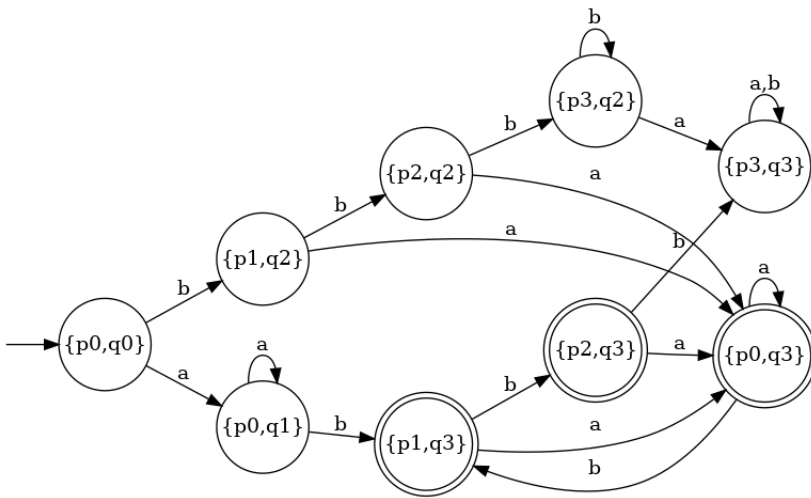 b
{p3,q2}
a,b
a
{p3,q3}
b
{p2,q2}
a
b
a
b
{p1,q2}
b
a
{p0,q0}
{p2,q3}
a
{p0,q3}
a
a
{p0,q1}
b
b
{p1,q3}
a
b